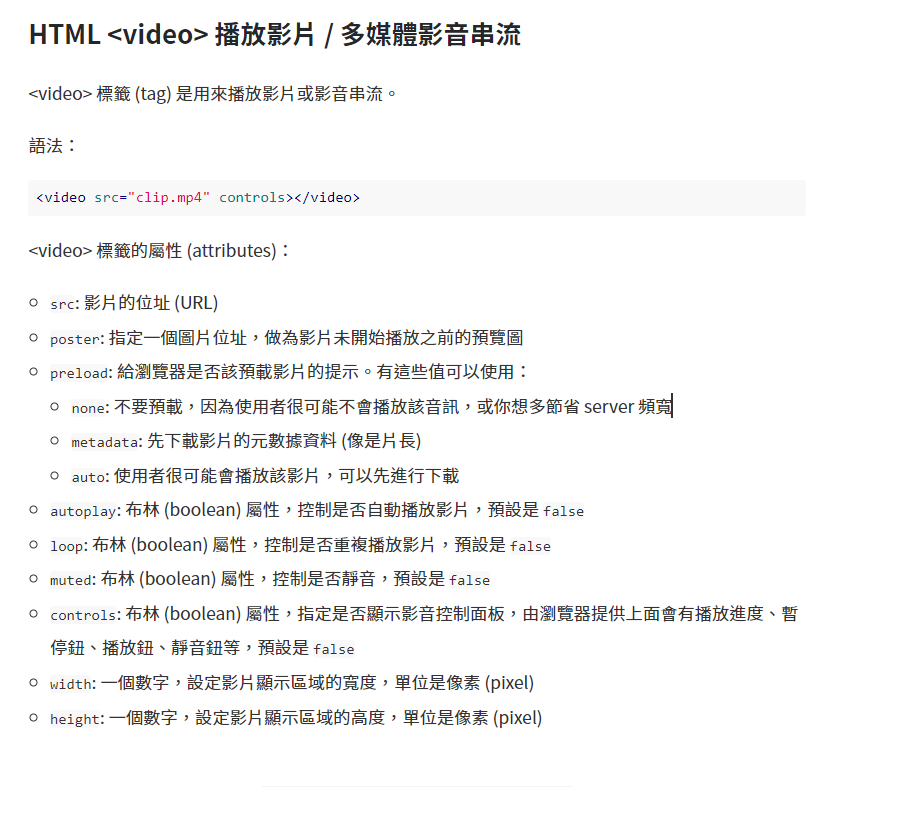 HTML <video> 播放影片 / 多媒體影音串流
<video> 標籤 (tag) 是用來播放影片或影音串流。
語法：
<video src="clip.mp4" controls></video>
<video> 標籤的屬性 (attributes)：
src: 影片的位址 (URL)
poster: 指定一個圖片位址，做為影片未開始播放之前的預覽圖
preload: 給瀏覽器是否該預載影片的提示。有這些值可以使用：
none: 不要預載，因為使用者很可能不會播放該音訊，或你想多節省 server 頻寬
metadata: 先下載影片的元數據資料 (像是片長)
auto: 使用者很可能會播放該影片，可以先進行下載
autoplay: 布林 (boolean) 屬性，控制是否自動播放影片，預設是 false
loop: 布林 (boolean) 屬性，控制是否重複播放影片，預設是 false
muted: 布林 (boolean) 屬性，控制是否靜音，預設是 false
controls: 布林 (boolean) 屬性，指定是否顯示影音控制面板，由瀏覽器提供上面會有播放進度、暫
停鈕、播放鈕、靜音鈕等，預設是 false
width: 一個數字，設定影片顯示區域的寬度，單位是像素 (pixel)
height: 一個數字，設定影片顯示區域的高度，單位是像素 (pixel)